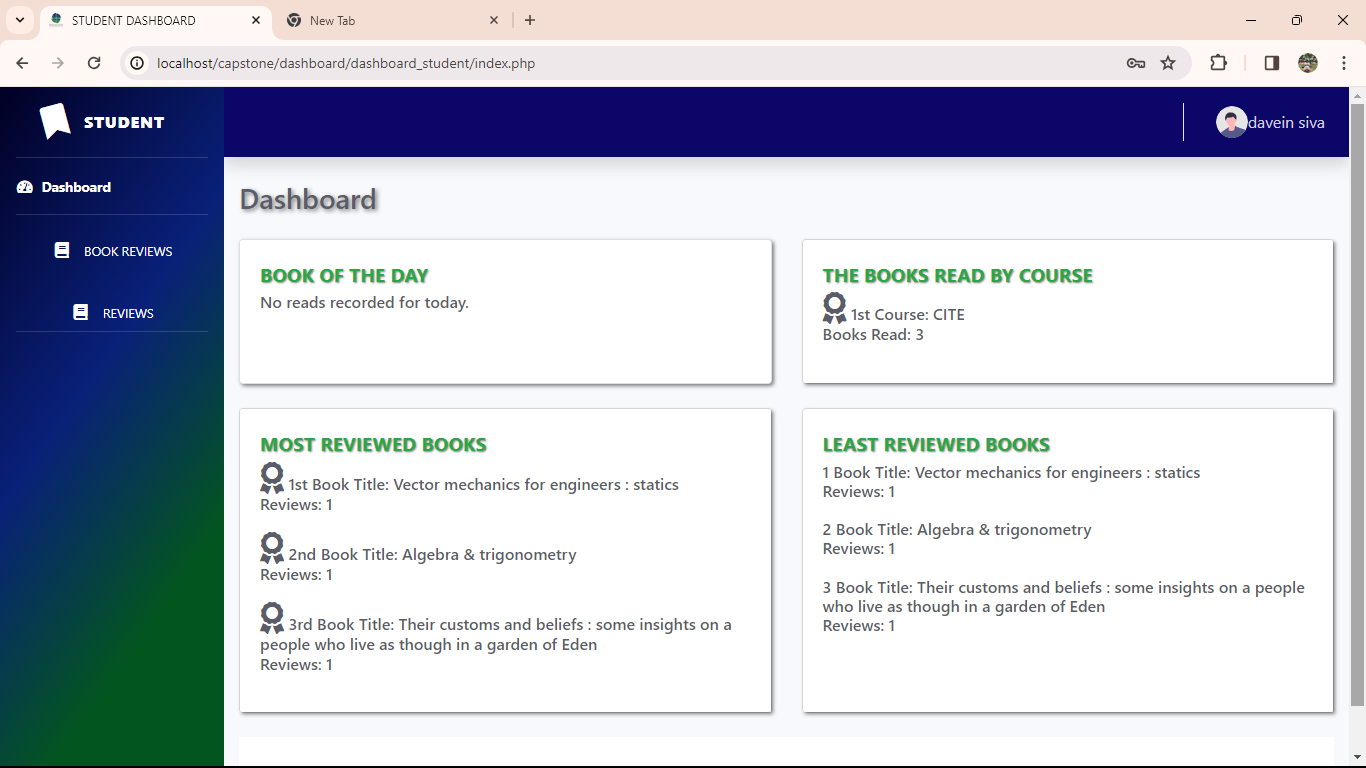 STUDENT DASHBOARD
New Tab
localhost/capstone/dashboard/dashboard_student/index.php
STUDENT
davein siva
Dashboard
BOOK REVIEWS
REVIEWS
Dashboard
BOOK OF THE DAY
No reads recorded for today.
THE BOOKS READ BY COURSE
1st Course: CITE
Books Read: 3
MOST REVIEWED BOOKS
1st Book Title: Vector mechanics for engineers : statics
Reviews: 1
2nd Book Title: Algebra & trigonometry
Reviews: 1
3rd Book Title: Their customs and beliefs : some insights on a
people who live as though in a garden of Eden
Reviews: 1
LEAST REVIEWED BOOKS
1 Book Title: Vector mechanics for engineers : statics
Reviews: 1
2 Book Title: Algebra & trigonometry
Reviews: 1
3 Book Title: Their customs and beliefs : some insights on a people
who live as though in a garden of Eden
Reviews: 1